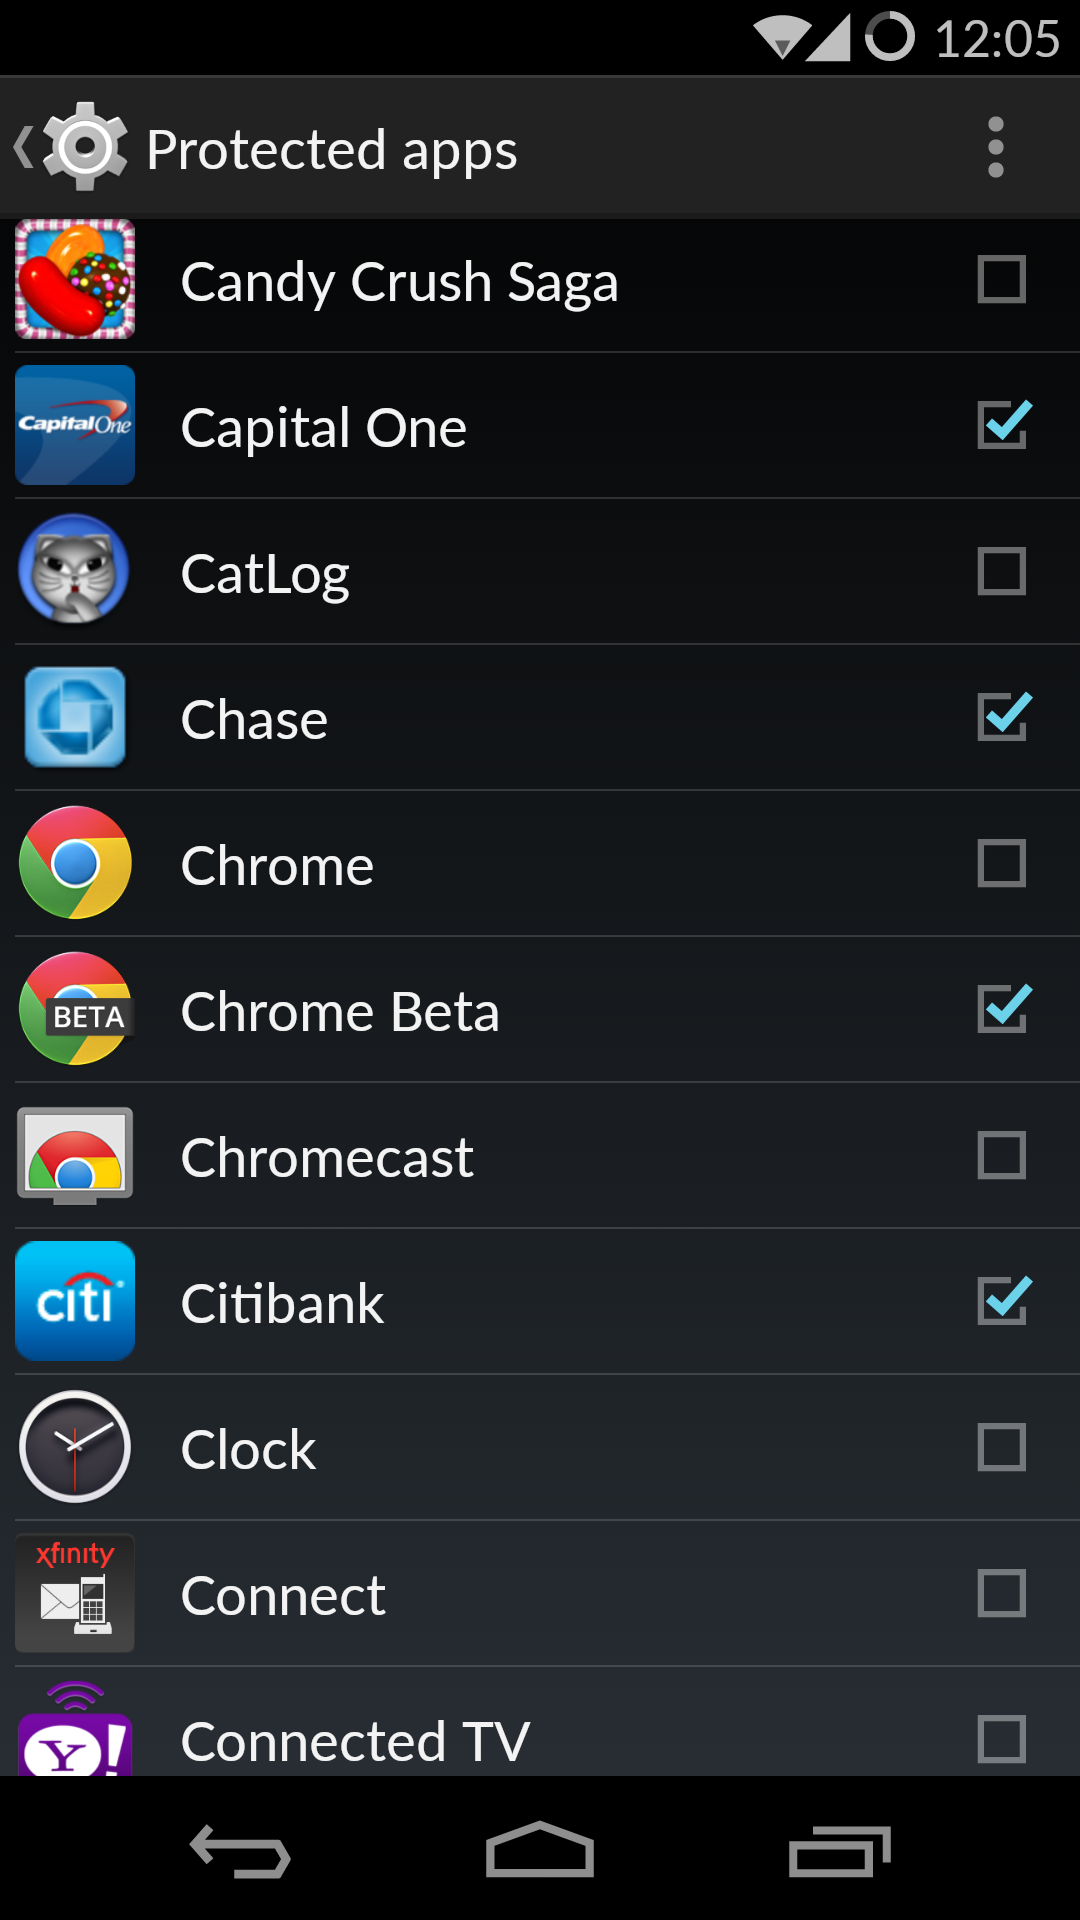 12:05
Protected apps
Candy Crush Saga
CapitalOne
Capital One
CatLog
Chase
Chrome
BETA
Chrome Beta
Chromecast
citi
Citibank
Clock
xfinity
Connect
Y!
Connected TV